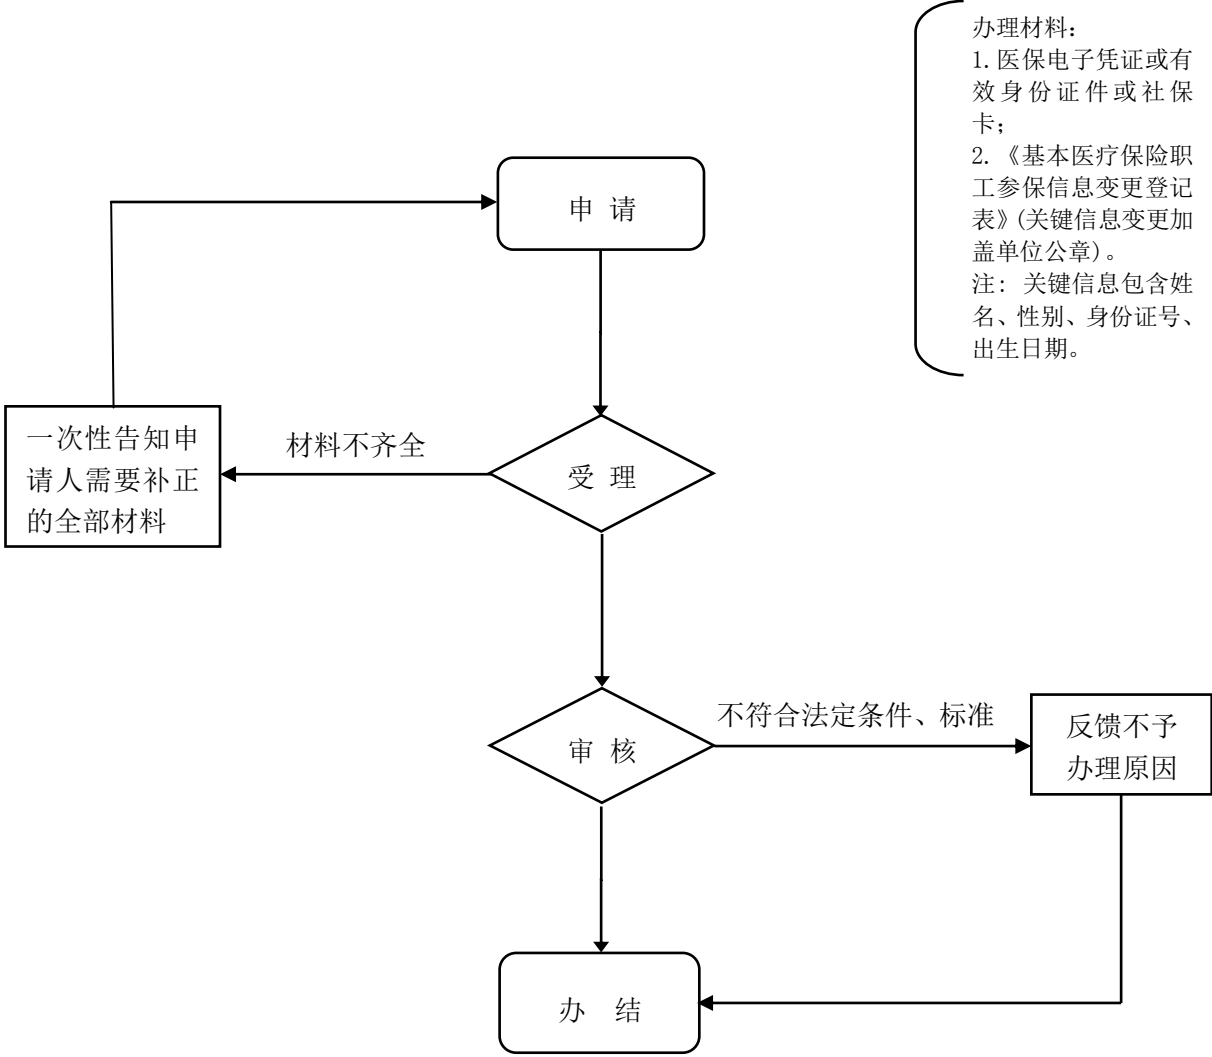 办理材料：
1.医保电子凭证或有
效身份证件或社保
卡；
2.《基本医疗保险职
工参保信息变更登记
表》(关键信息变更加
盖单位公章)。
注：关键信息包含姓
名、性别、身份证号、
出生日期。
申 请
一次性告知申
请人需要补正
的全部材料
材料不齐全
受 理
审 核
不符合法定条件、标准
反馈不予
办理原因
办 结